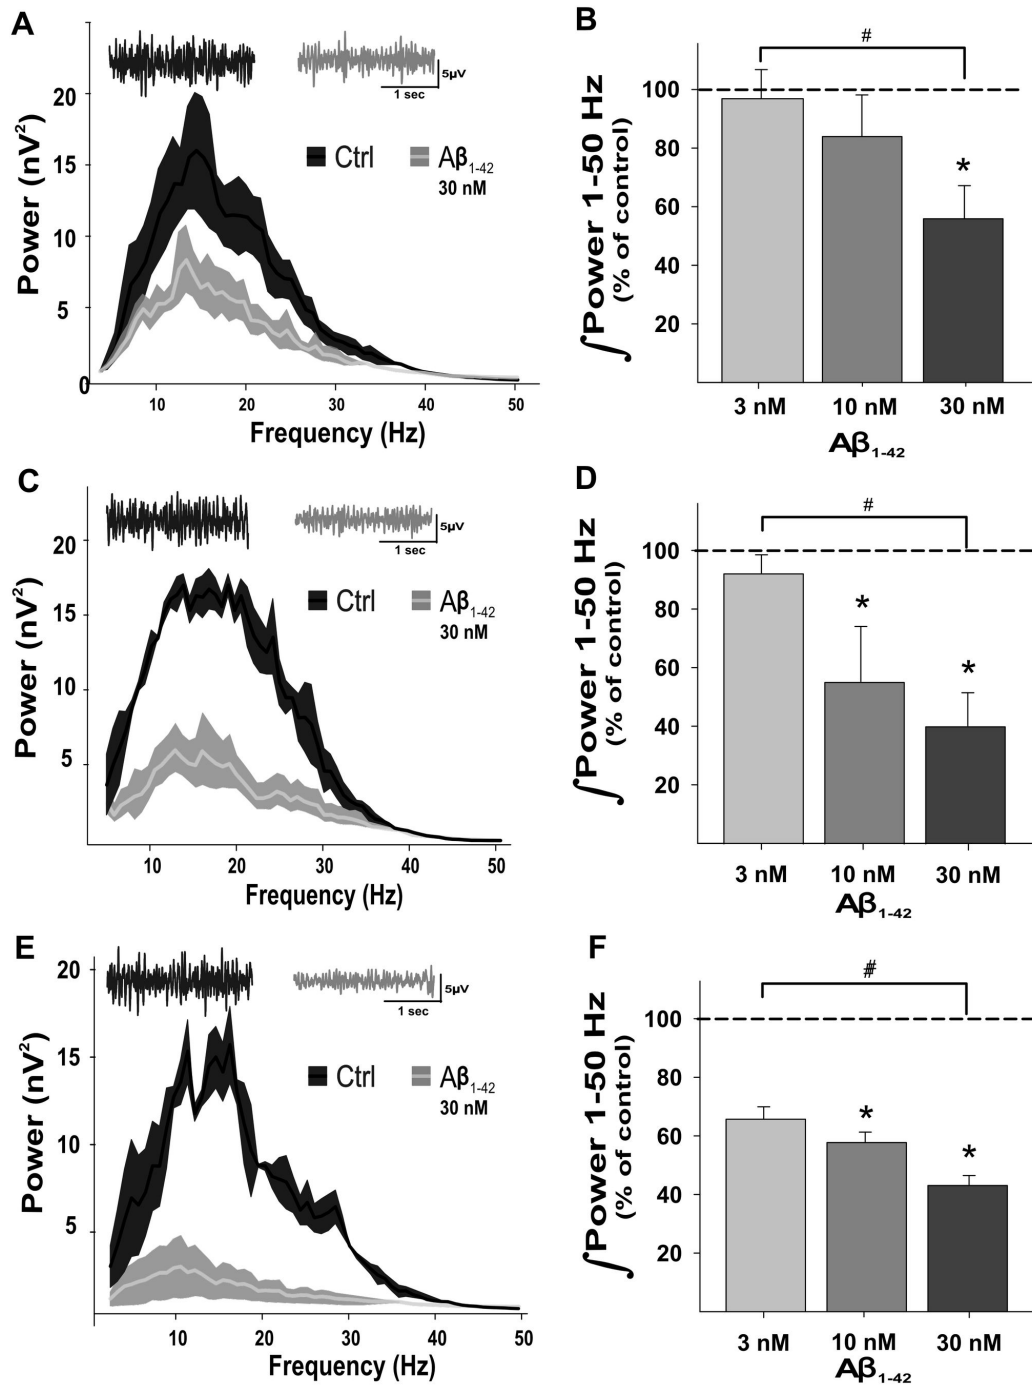 A
20
15
10
5
0
Power (nV²)
5µV
1 sec
Ctrl
Aβ₁₋₄₂
30 nM
10 20 30 40 50
Frequency (Hz)
B
#
100
80
60
40
20
∫Power 1-50 Hz
(% of control)
*
3 nM 10 nM 30 nM
Aβ₁₋₄₂
C
20
15
10
5
Power (nV²)
5µV
1 sec
Ctrl
Aβ₁₋₄₂
30 nM
10 20 30 40 50
Frequency (Hz)
D
#
100
80
60
40
20
∫Power 1-50 Hz
(% of control)
* *
3 nM 10 nM 30 nM
Aβ₁₋₄₂
E
20
15
10
5
Power (nV²)
5µV
1 sec
Ctrl
Aβ₁₋₄₂
30 nM
10 20 30 40 50
Frequency (Hz)
F
#
100
80
60
40
20
∫Power 1-50 Hz
(% of control)
* *
3 nM 10 nM 30 nM
Aβ₁₋₄₂